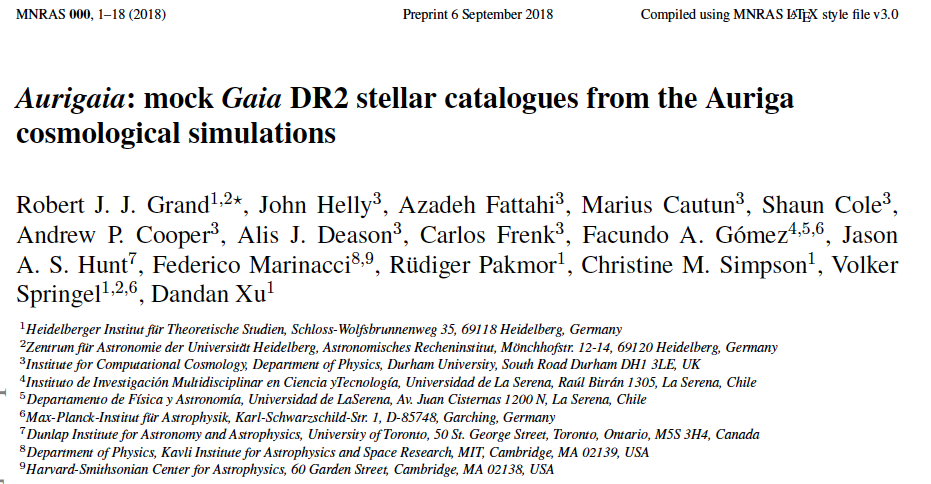 MNRAS 000, 1–18 (2018) Preprint 6 September 2018 Compiled using MNRAS LATEX style file v3.0
Aurigaia: mock Gaia DR2 stellar catalogues from the Auriga
cosmological simulations
Robert J. J. Grand1,2⋆, John Helly3, Azadeh Fattahi3, Marius Cautun3, Shaun Cole3,
Andrew P. Cooper3, Alis J. Deason3, Carlos Frenk3, Facundo A. Gómez4,5,6, Jason
A. S. Hunt7, Federico Marinacci8,9, Rüdiger Pakmor1, Christine M. Simpson1, Volker
Springel1,2,6, Dandan Xu1
1Heidelberger Institut für Theoretische Studien, Schloss-Wolfsbrunnenweg 35, 69118 Heidelberg, Germany
2Zentrum für Astronomie der Universität Heidelberg, Astronomisches Recheninstitut, Mönchhofstr. 12-14, 69120 Heidelberg, Germany
3Institute for Computational Cosmology, Department of Physics, Durham University, South Road Durham DH1 3LE, UK
4Instituto de Investigación Multidisciplinar en Ciencia yTecnología, Universidad de La Serena, Raúl Bitrán 1305, La Serena, Chile
5Departamento de Física y Astronomía, Universidad de LaSerena, Av. Juan Cisternas 1200 N, La Serena, Chile
6Max-Planck-Institut für Astrophysik, Karl-Schwarzschild-Str. 1, D-85748, Garching, Germany
7Dunlap Institute for Astronomy and Astrophysics, University of Toronto, 50 St. George Street, Toronto, Ontario, M5S 3H4, Canada
8Department of Physics, Kavli Institute for Astrophysics and Space Research, MIT, Cambridge, MA 02139, USA
9Harvard-Smithsonian Center for Astrophysics, 60 Garden Street, Cambridge, MA 02138, USA